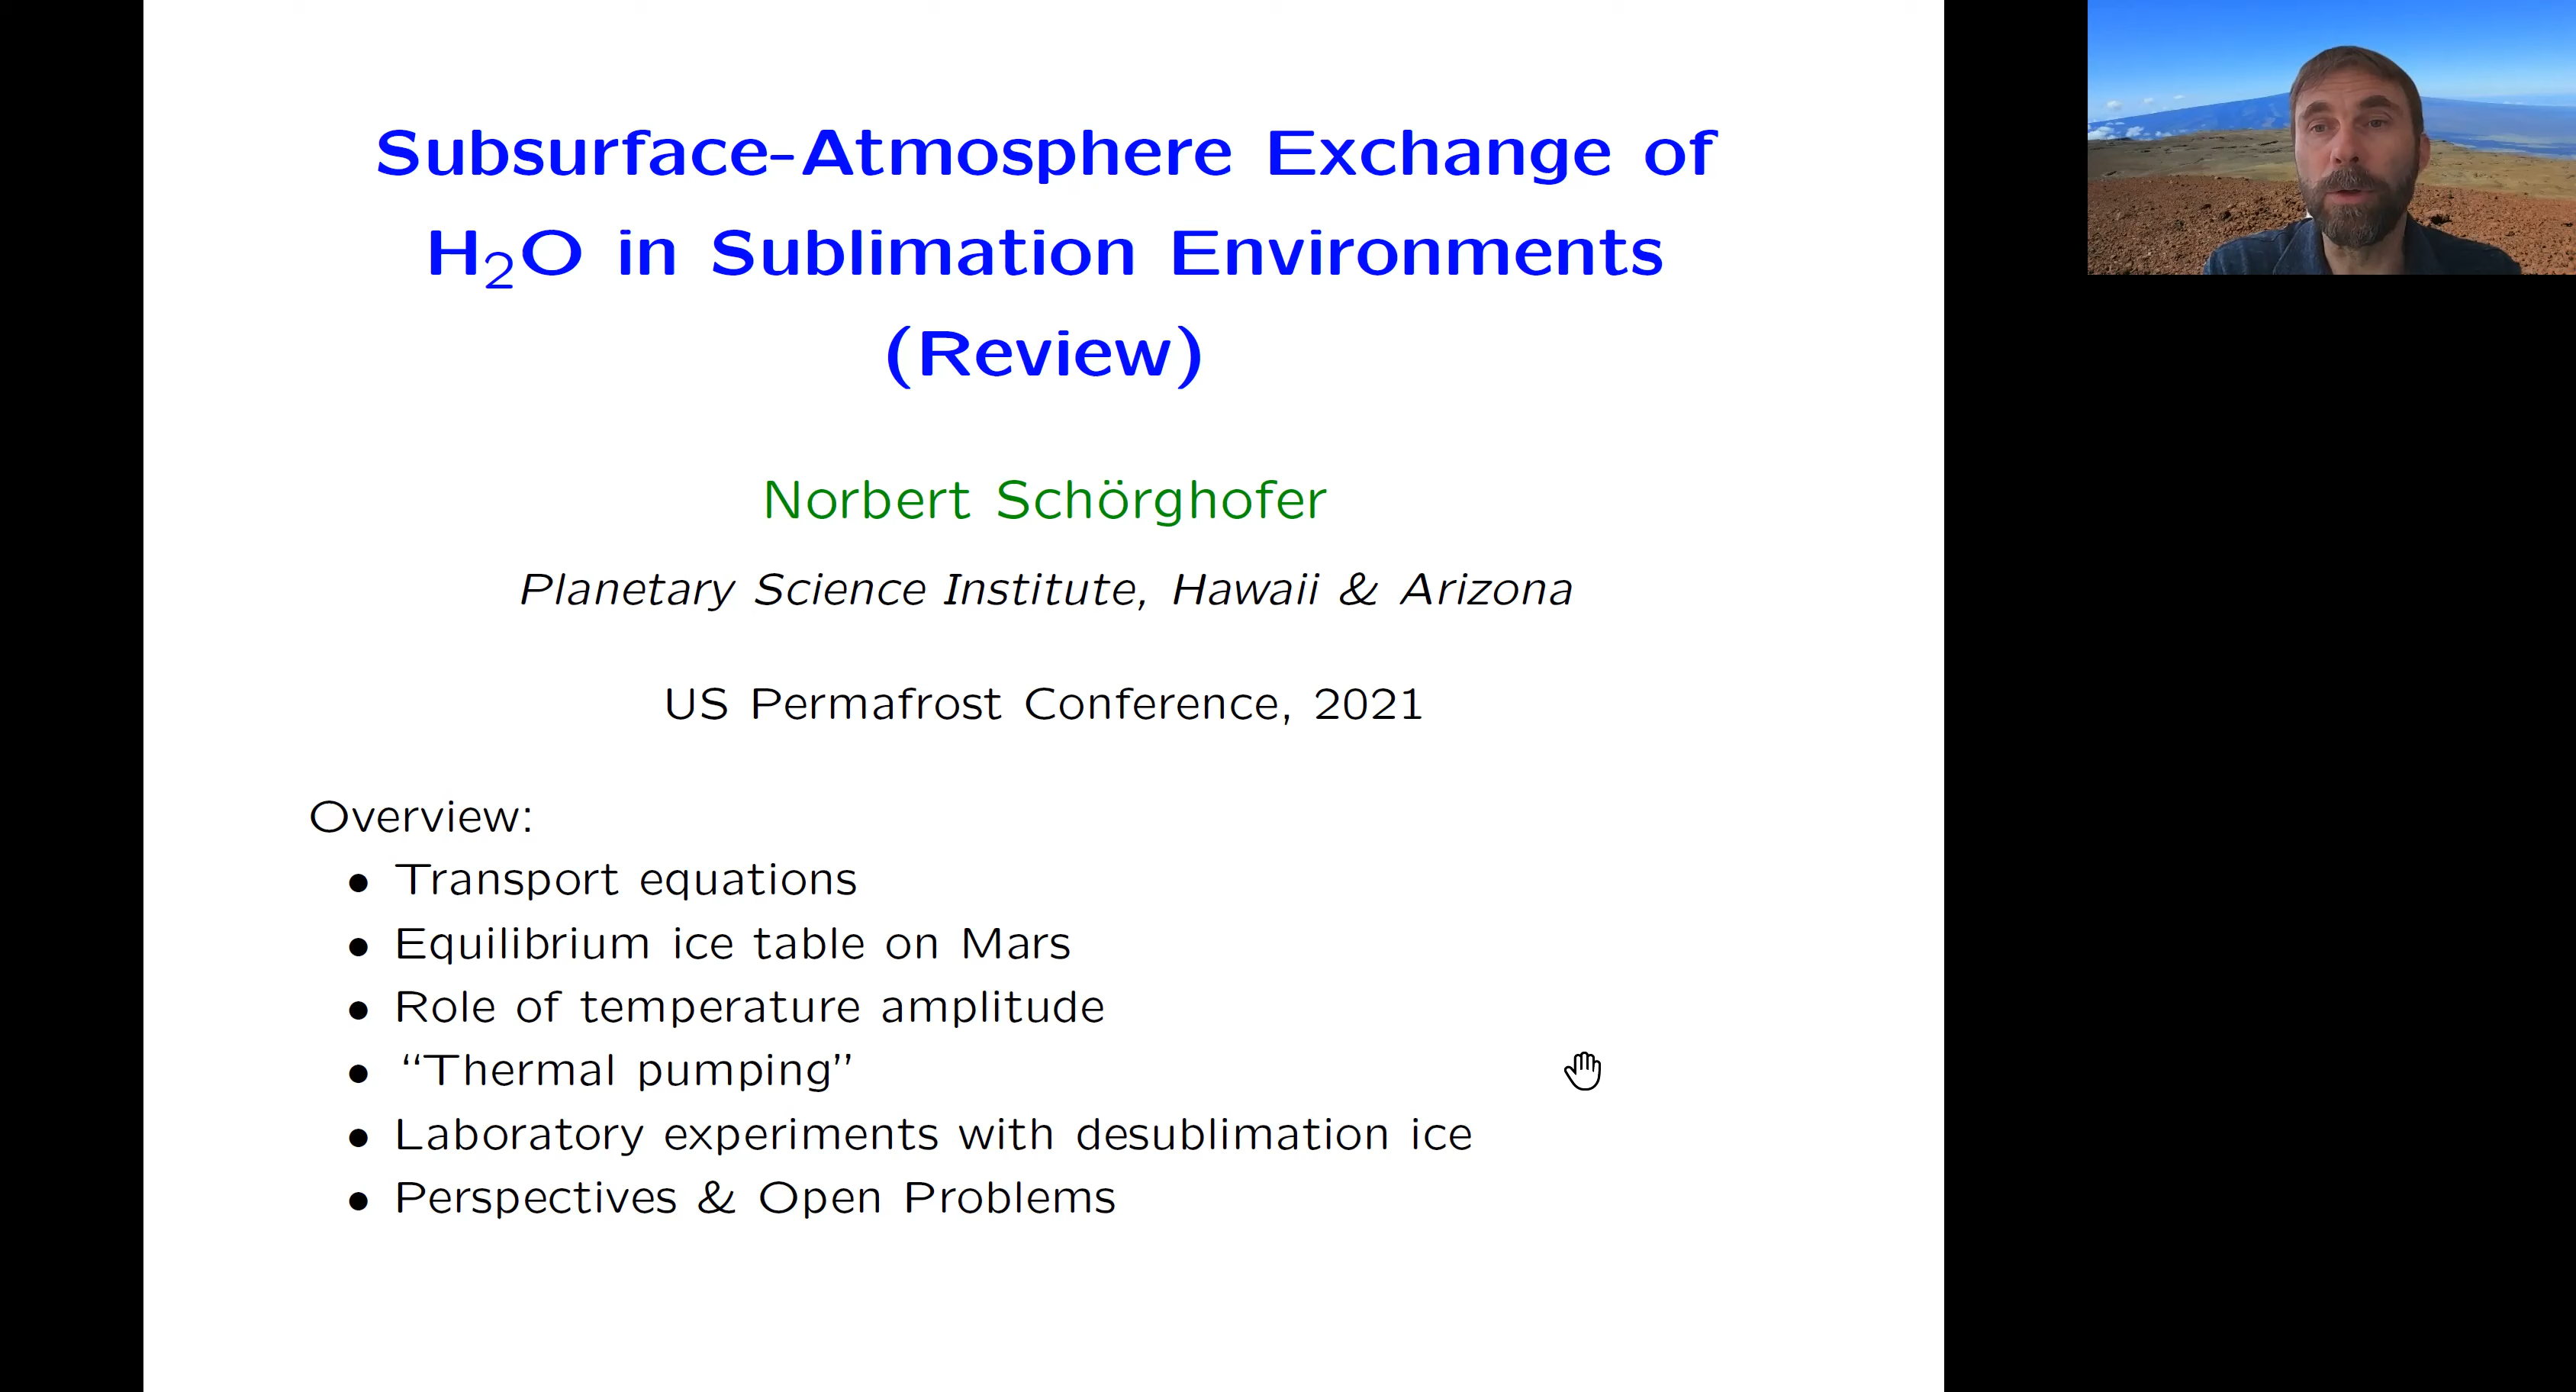 Subsurface-Atmosphere Exchange of
H₂O in Sublimation Environments
(Review)
Norbert Schörghofer
Planetary Science Institute, Hawaii & Arizona
US Permafrost Conference, 2021
Overview:
• Transport equations
• Equilibrium ice table on Mars
• Role of temperature amplitude
• “Thermal pumping”
• Laboratory experiments with desublimation ice
• Perspectives & Open Problems